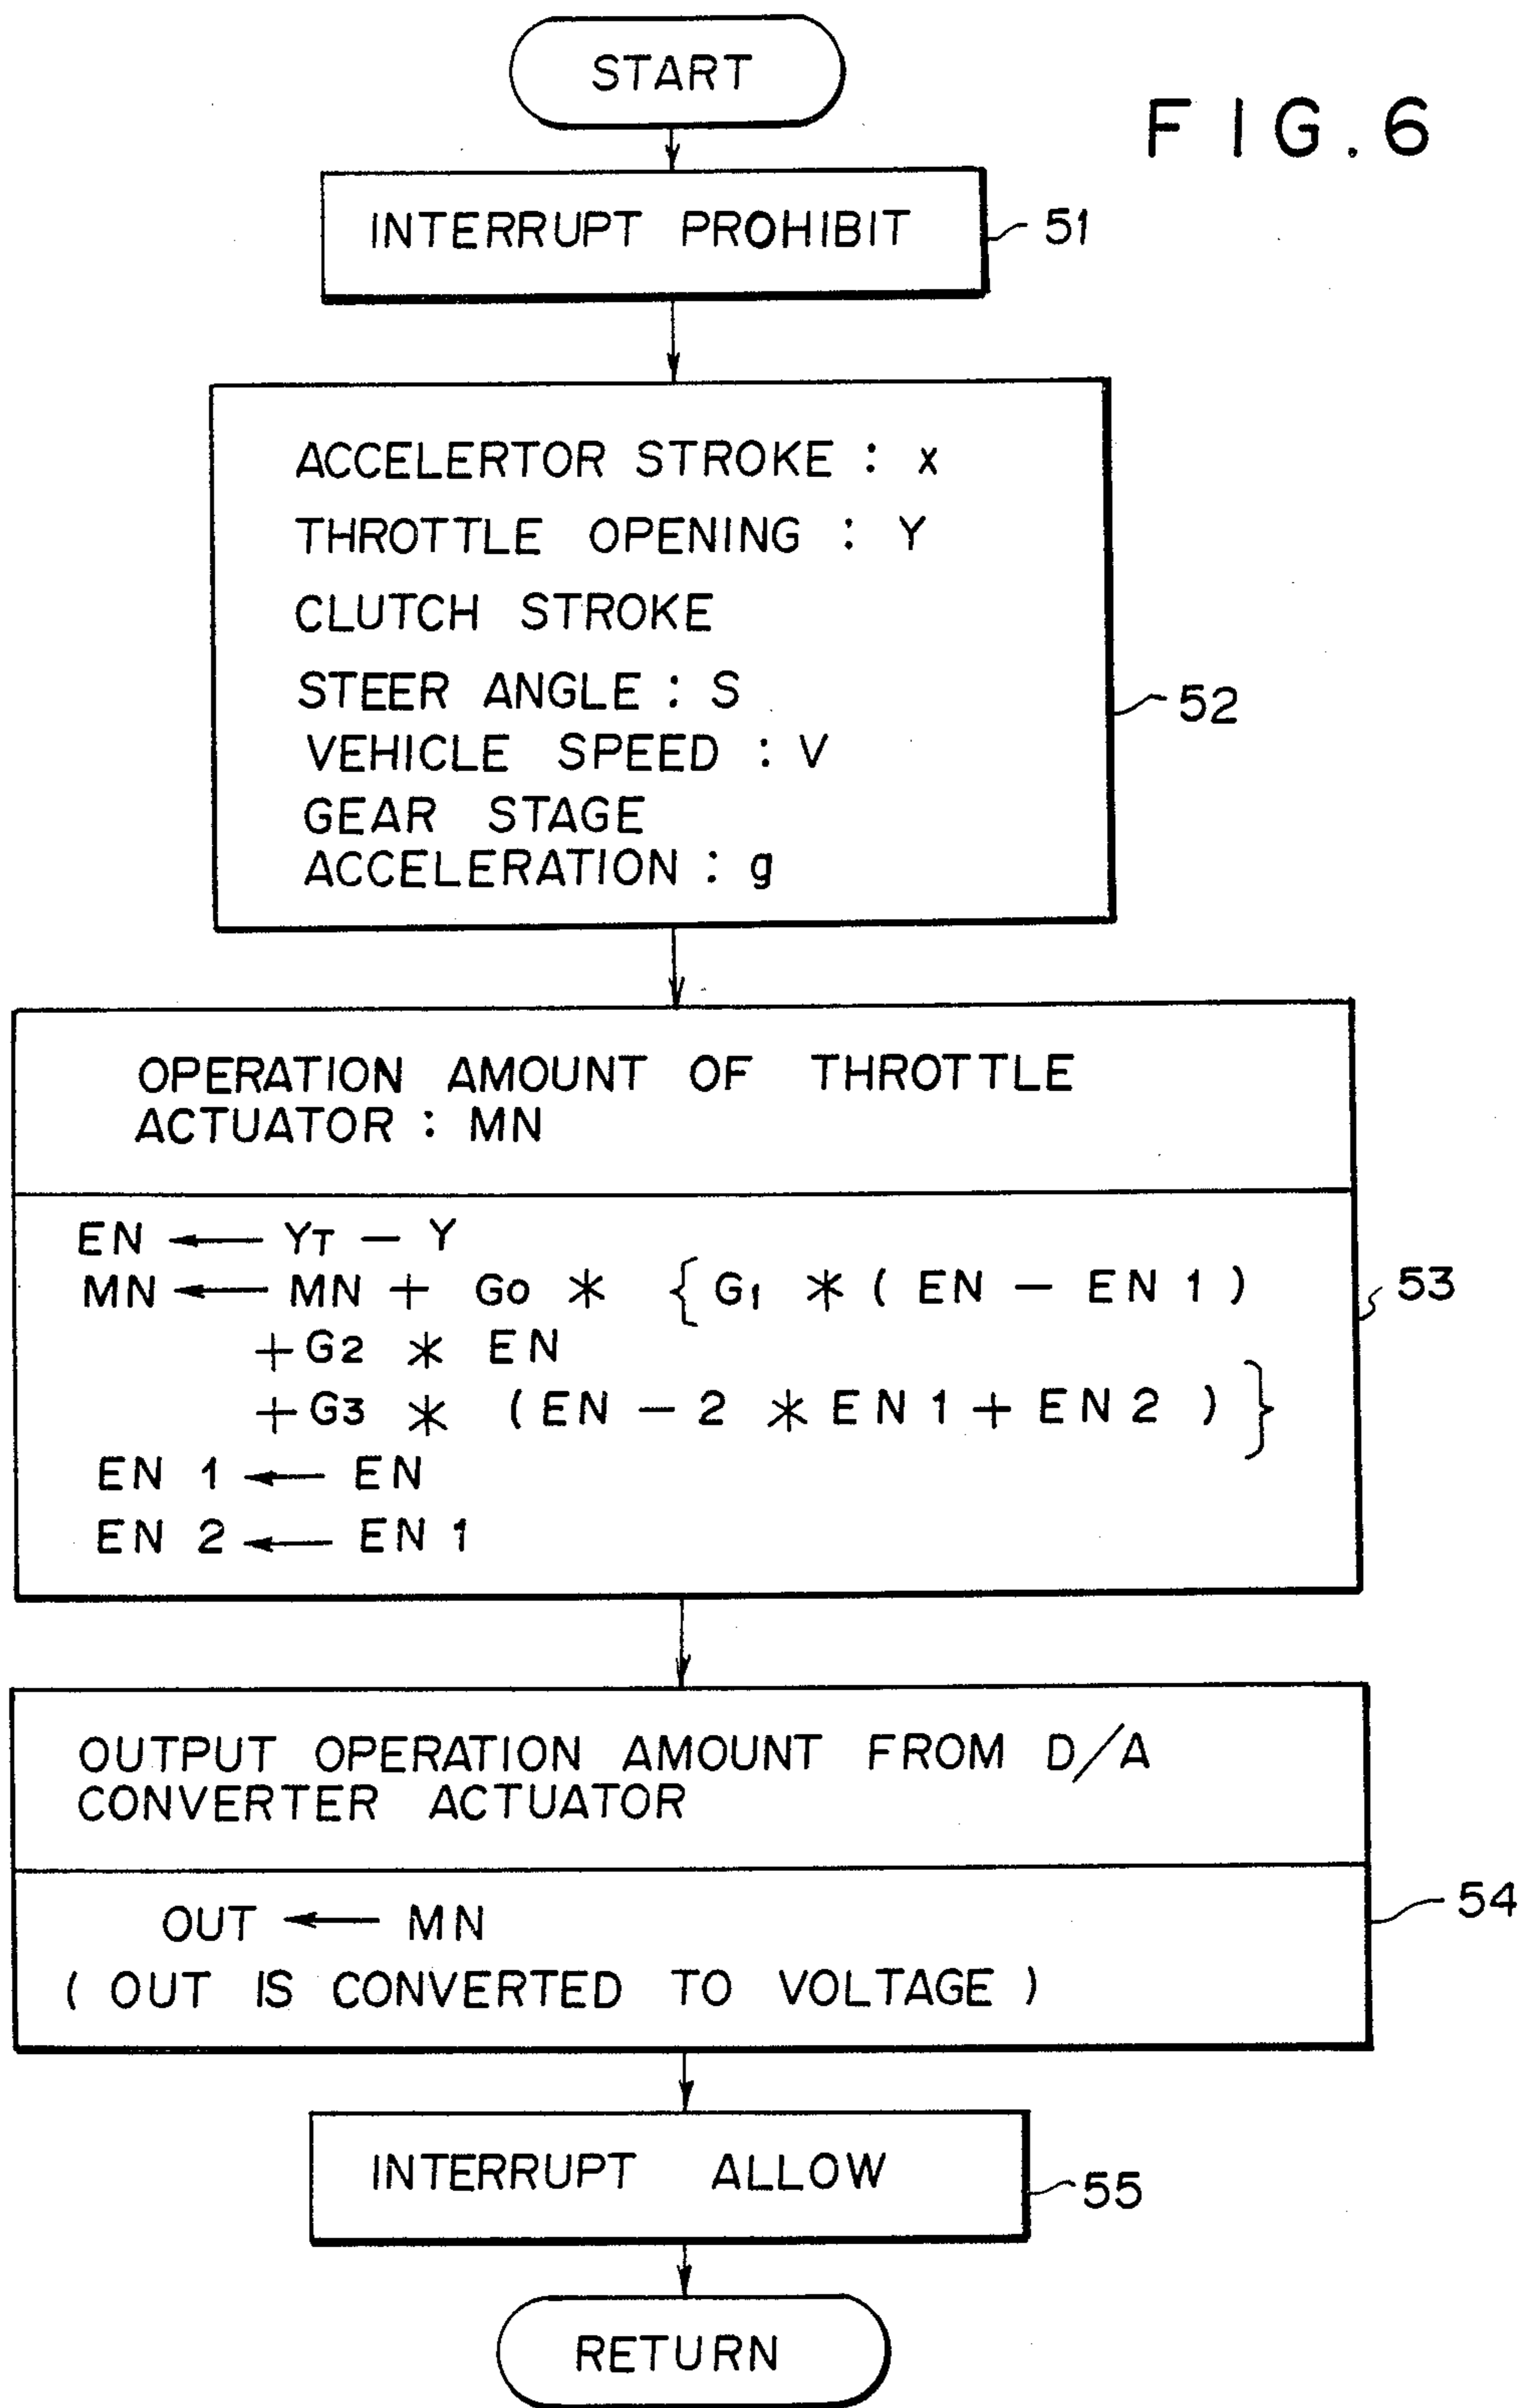 START
FIG.6
INTERRUPT PROHIBIT
51
ACCELERTOR STROKE : x
THROTTLE OPENING : Y
CLUTCH STROKE
STEER ANGLE : S
52
VEHICLE SPEED : V
GEAR STAGE
ACCELERATION : g
OPERATION AMOUNT OF THROTTLE
ACTUATOR : MN
EN ← YT − Y
MN ← MN + G0 * { G1 * ( EN − EN 1 )
53
+G2 * EN
+G3 * ( EN − 2 * EN 1 + EN 2 ) }
EN 1 ← EN
EN 2 ← EN 1
OUTPUT OPERATION AMOUNT FROM D/A
CONVERTER ACTUATOR
OUT ← MN
54
( OUT IS CONVERTED TO VOLTAGE )
INTERRUPT ALLOW
55
RETURN